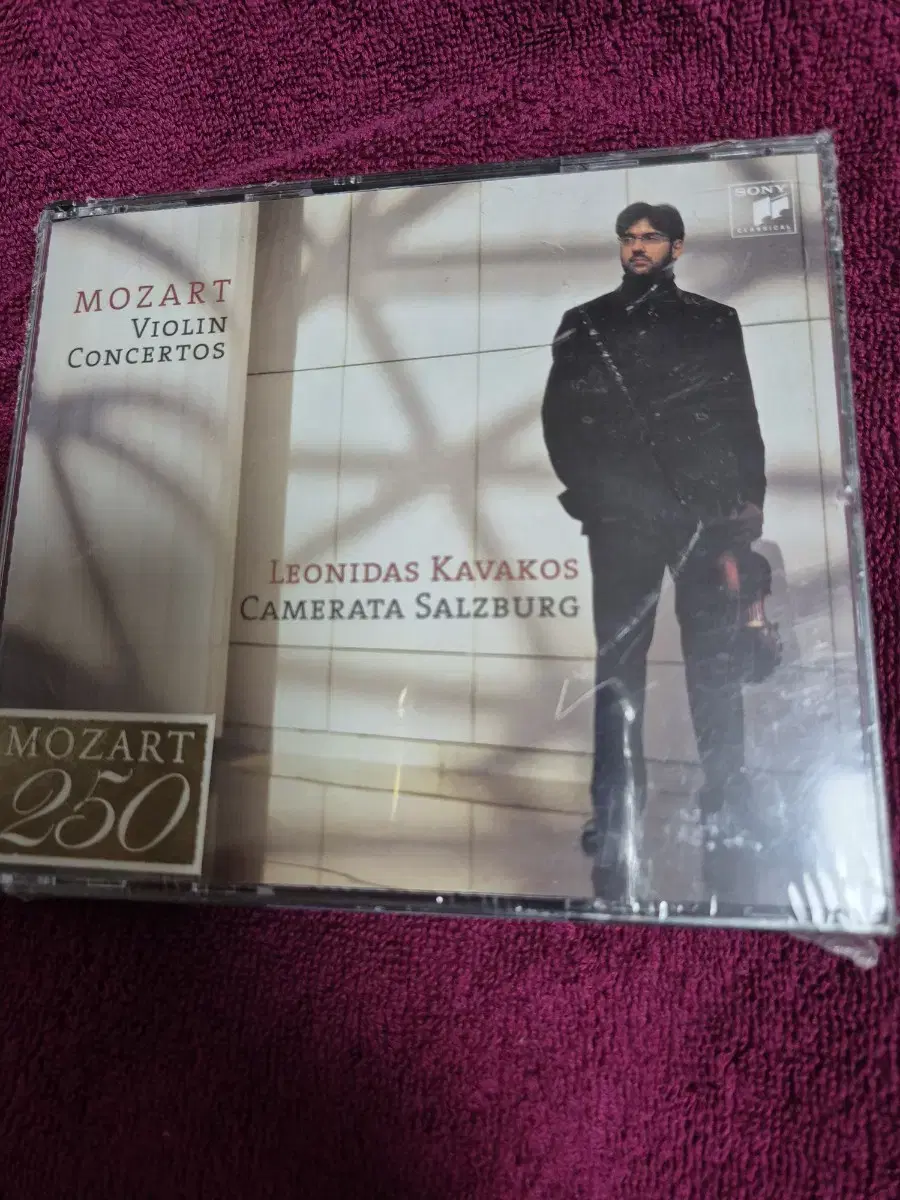 SONY
CLASSICAL
MOZART
VIOLIN
CONCERTOS
LEONIDAS KAVAKOS
CAMERATA SALZBURG
MOZART
250